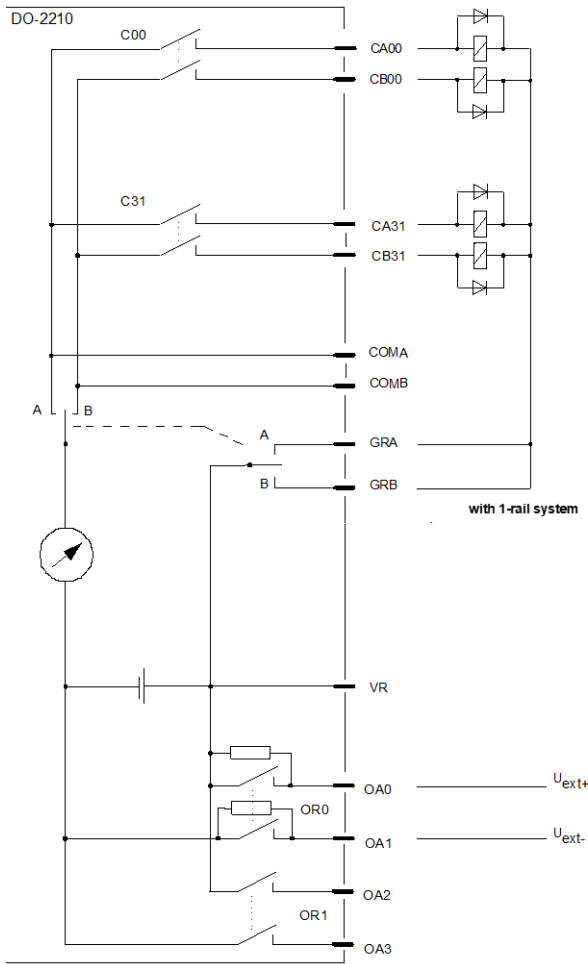 DO-2210
C00
CA00
CB00
C31
CA31
CB31
COMA
COMB
A B
A
GRA
B
GRB
with 1-rail system
VR
OA0
Uext+
OR0
OA1
Uext-
OA2
OR1
OA3